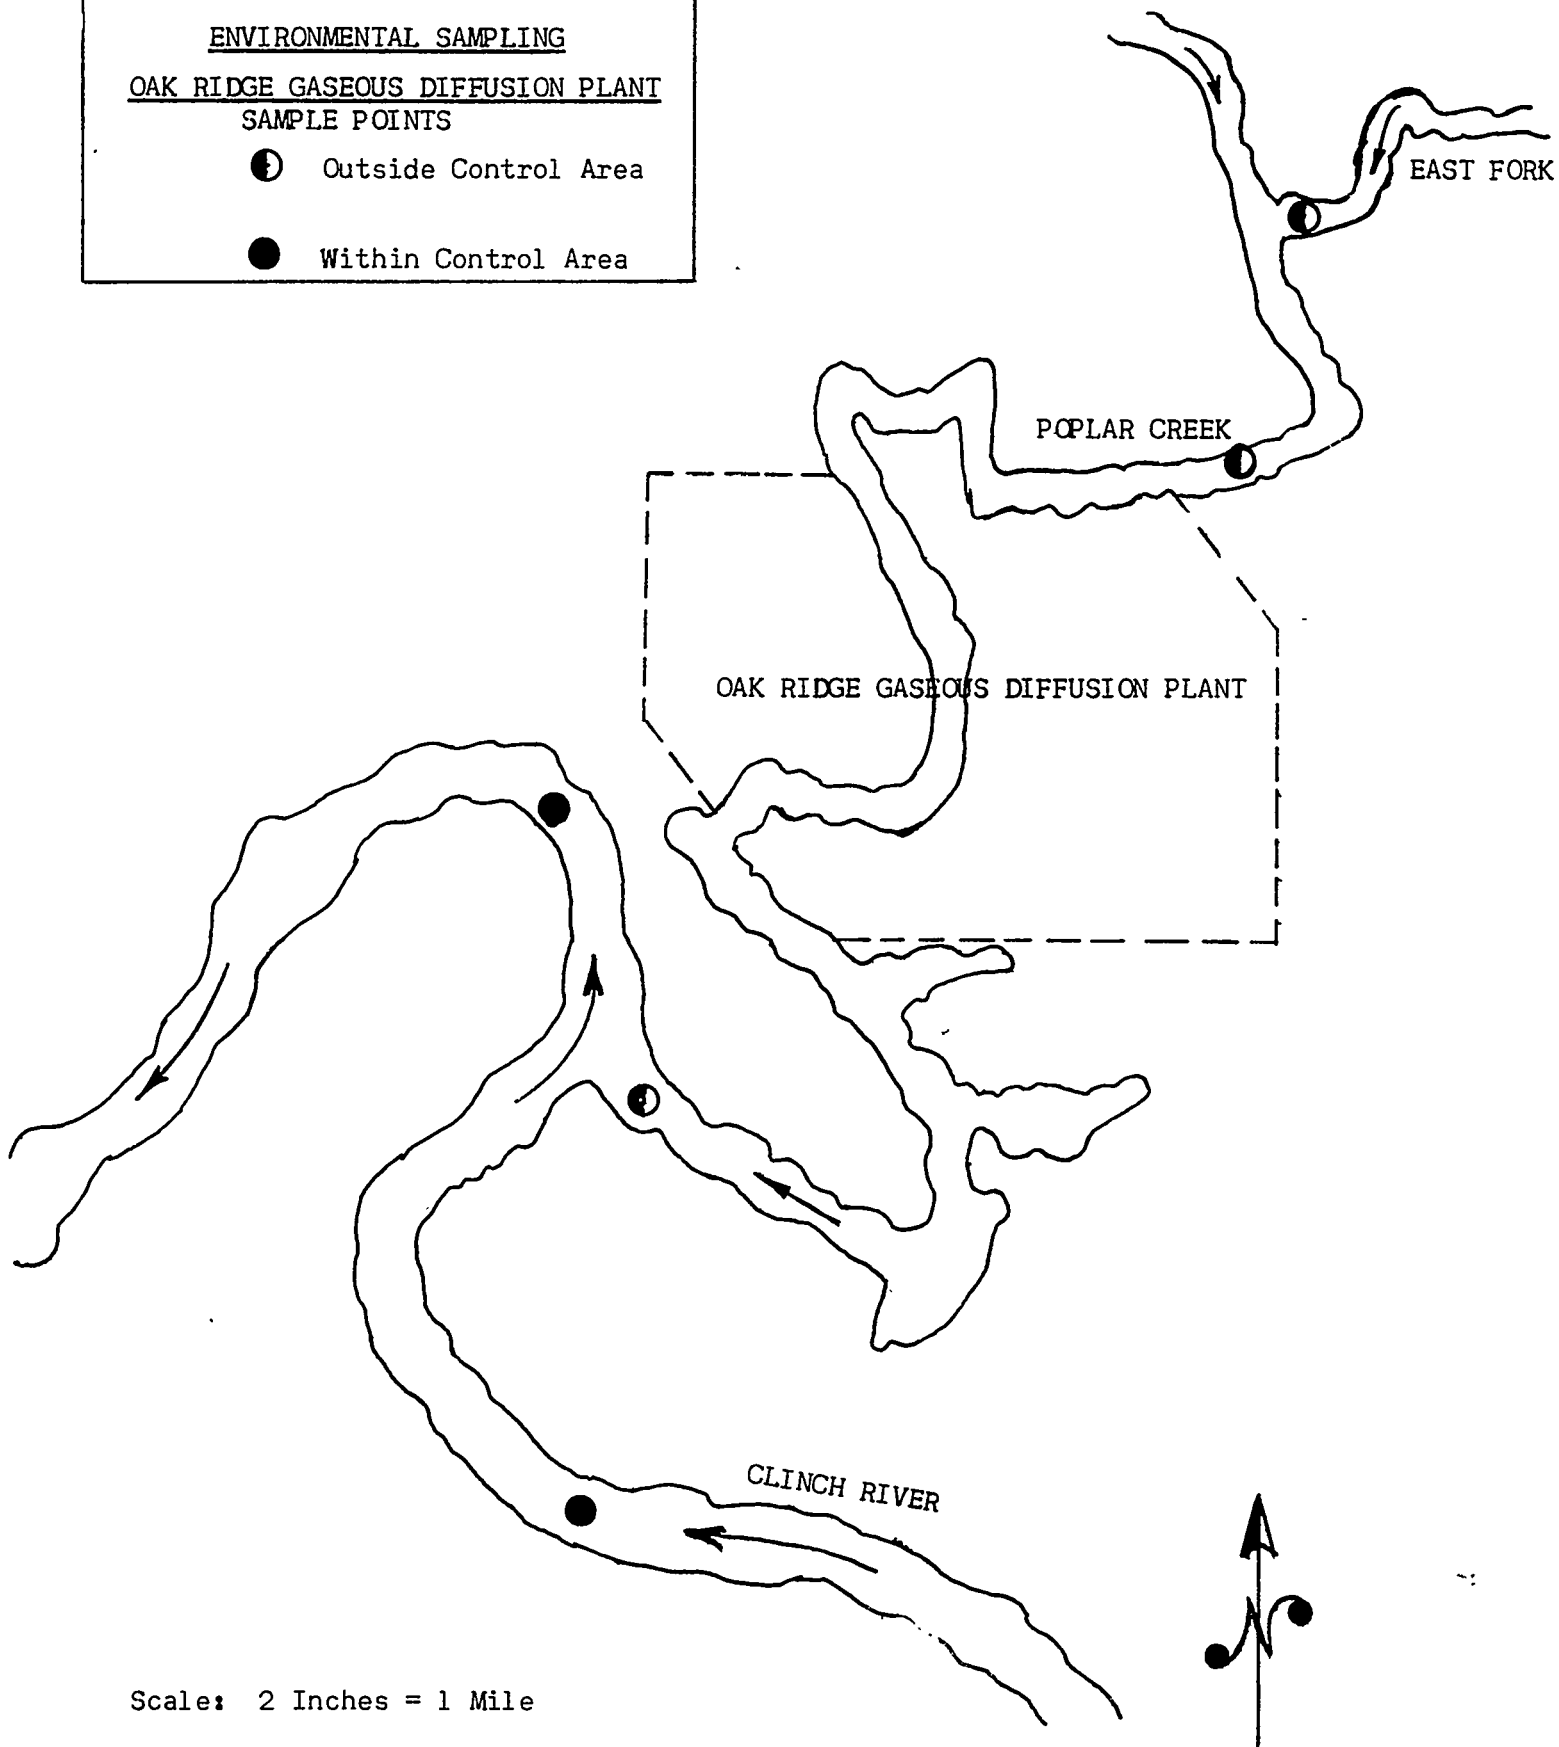 ENVIRONMENTAL SAMPLING
OAK RIDGE GASEOUS DIFFUSION PLANT
SAMPLE POINTS
Outside Control Area
Within Control Area
EAST FORK
POPLAR CREEK
OAK RIDGE GASEOUS DIFFUSION PLANT
CLINCH RIVER
N
Scale: 2 Inches = 1 Mile